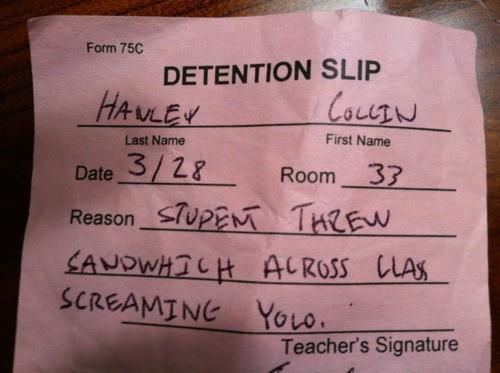 Form 75C
DETENTION SLIP
HANLEY COLLIN
Last Name First Name
Date 3/28 Room 33
Reason STUDENT THREW
SANDWHICH ACROSS CLASS
SCREAMING YOLO.
Teacher's Signature